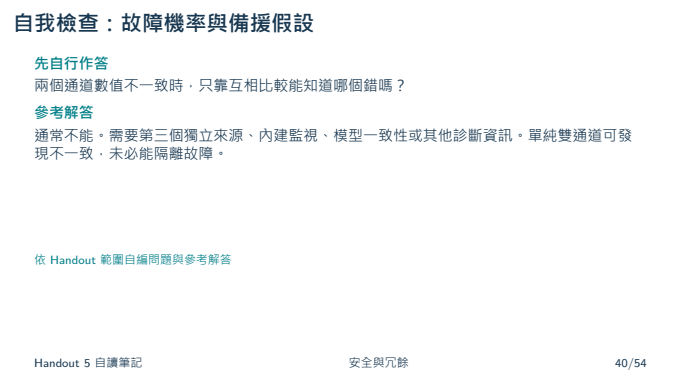 自我檢查：故障機率與備援假設
先自行作答
兩個通道數值不一致時，只靠互相比較能知道哪個錯嗎？
參考解答
通常不能。需要第三個獨立來源、內建監視、模型一致性或其他診斷資訊。單純雙通道可發
現不一致，未必能隔離故障。
依 Handout 範圍自編問題與參考解答
Handout 5 自讀筆記
安全與冗餘
40/54